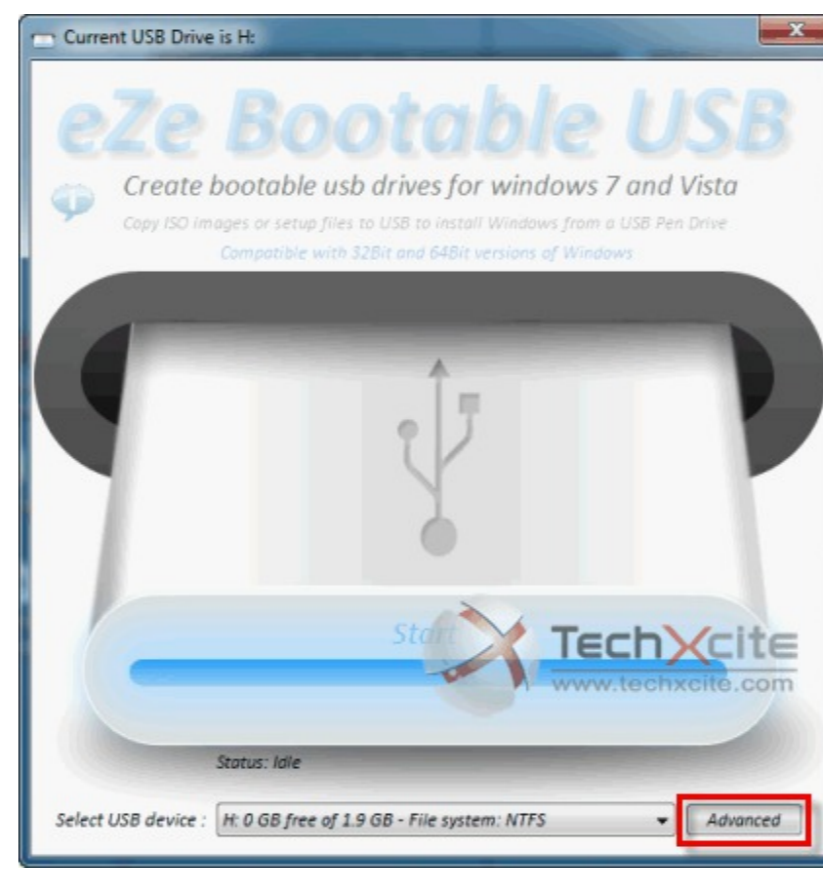 Current USB Drive is H:
eZe Bootable USB
Create bootable usb drives for windows 7 and Vista
Copy ISO images or setup files to USB to install Windows from a USB Pen Drive
Compatible with 32Bit and 64Bit versions of Windows
Start
TechXcite
www.techxcite.com
Status: Idle
Select USB device : H: 0 GB free of 1.9 GB - File system: NTFS Advanced